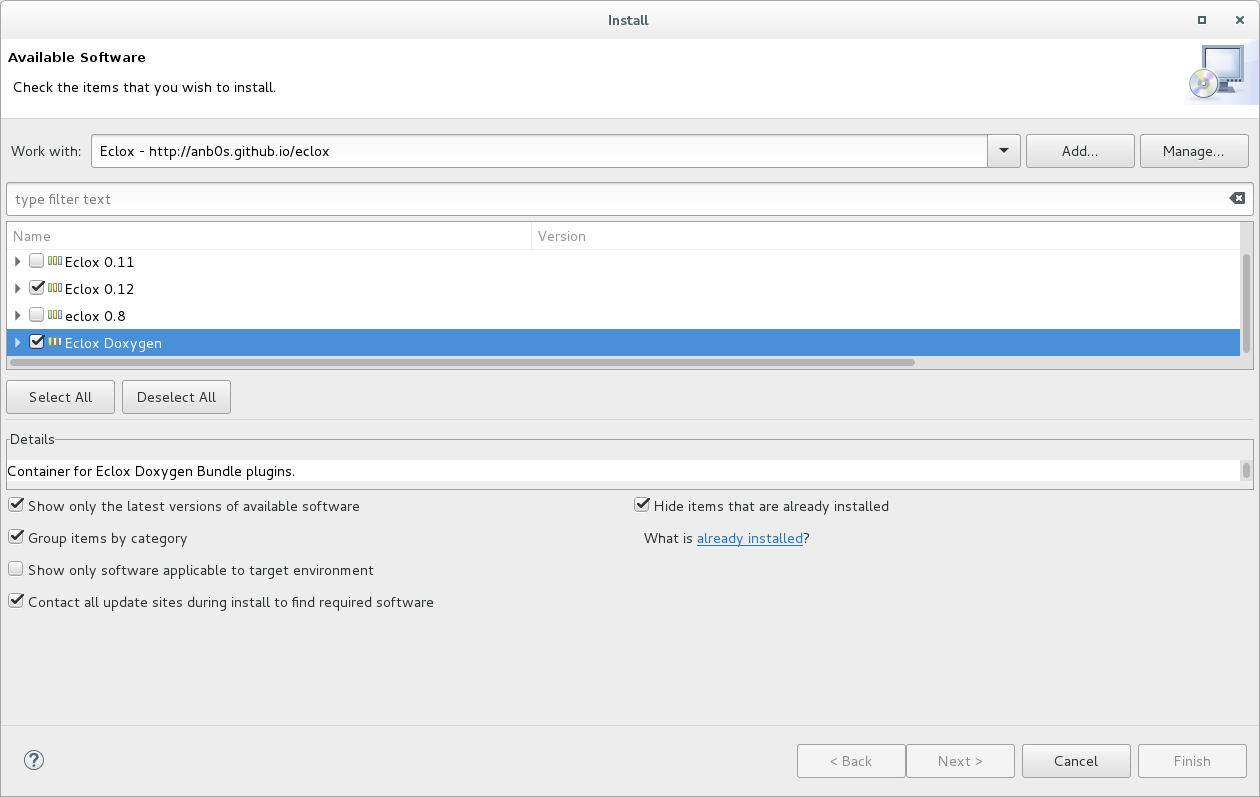 Install
Available Software
Check the items that you wish to install.
Work with: Eclox - http://anb0s.github.io/eclox Add... Manage...
type filter text
Name Version
Eclox 0.11
Eclox 0.12
eclox 0.8
Eclox Doxygen
Select All Deselect All
Details
Container for Eclox Doxygen Bundle plugins.
Show only the latest versions of available software Hide items that are already installed
Group items by category What is already installed?
Show only software applicable to target environment
Contact all update sites during install to find required software
? < Back Next > Cancel Finish